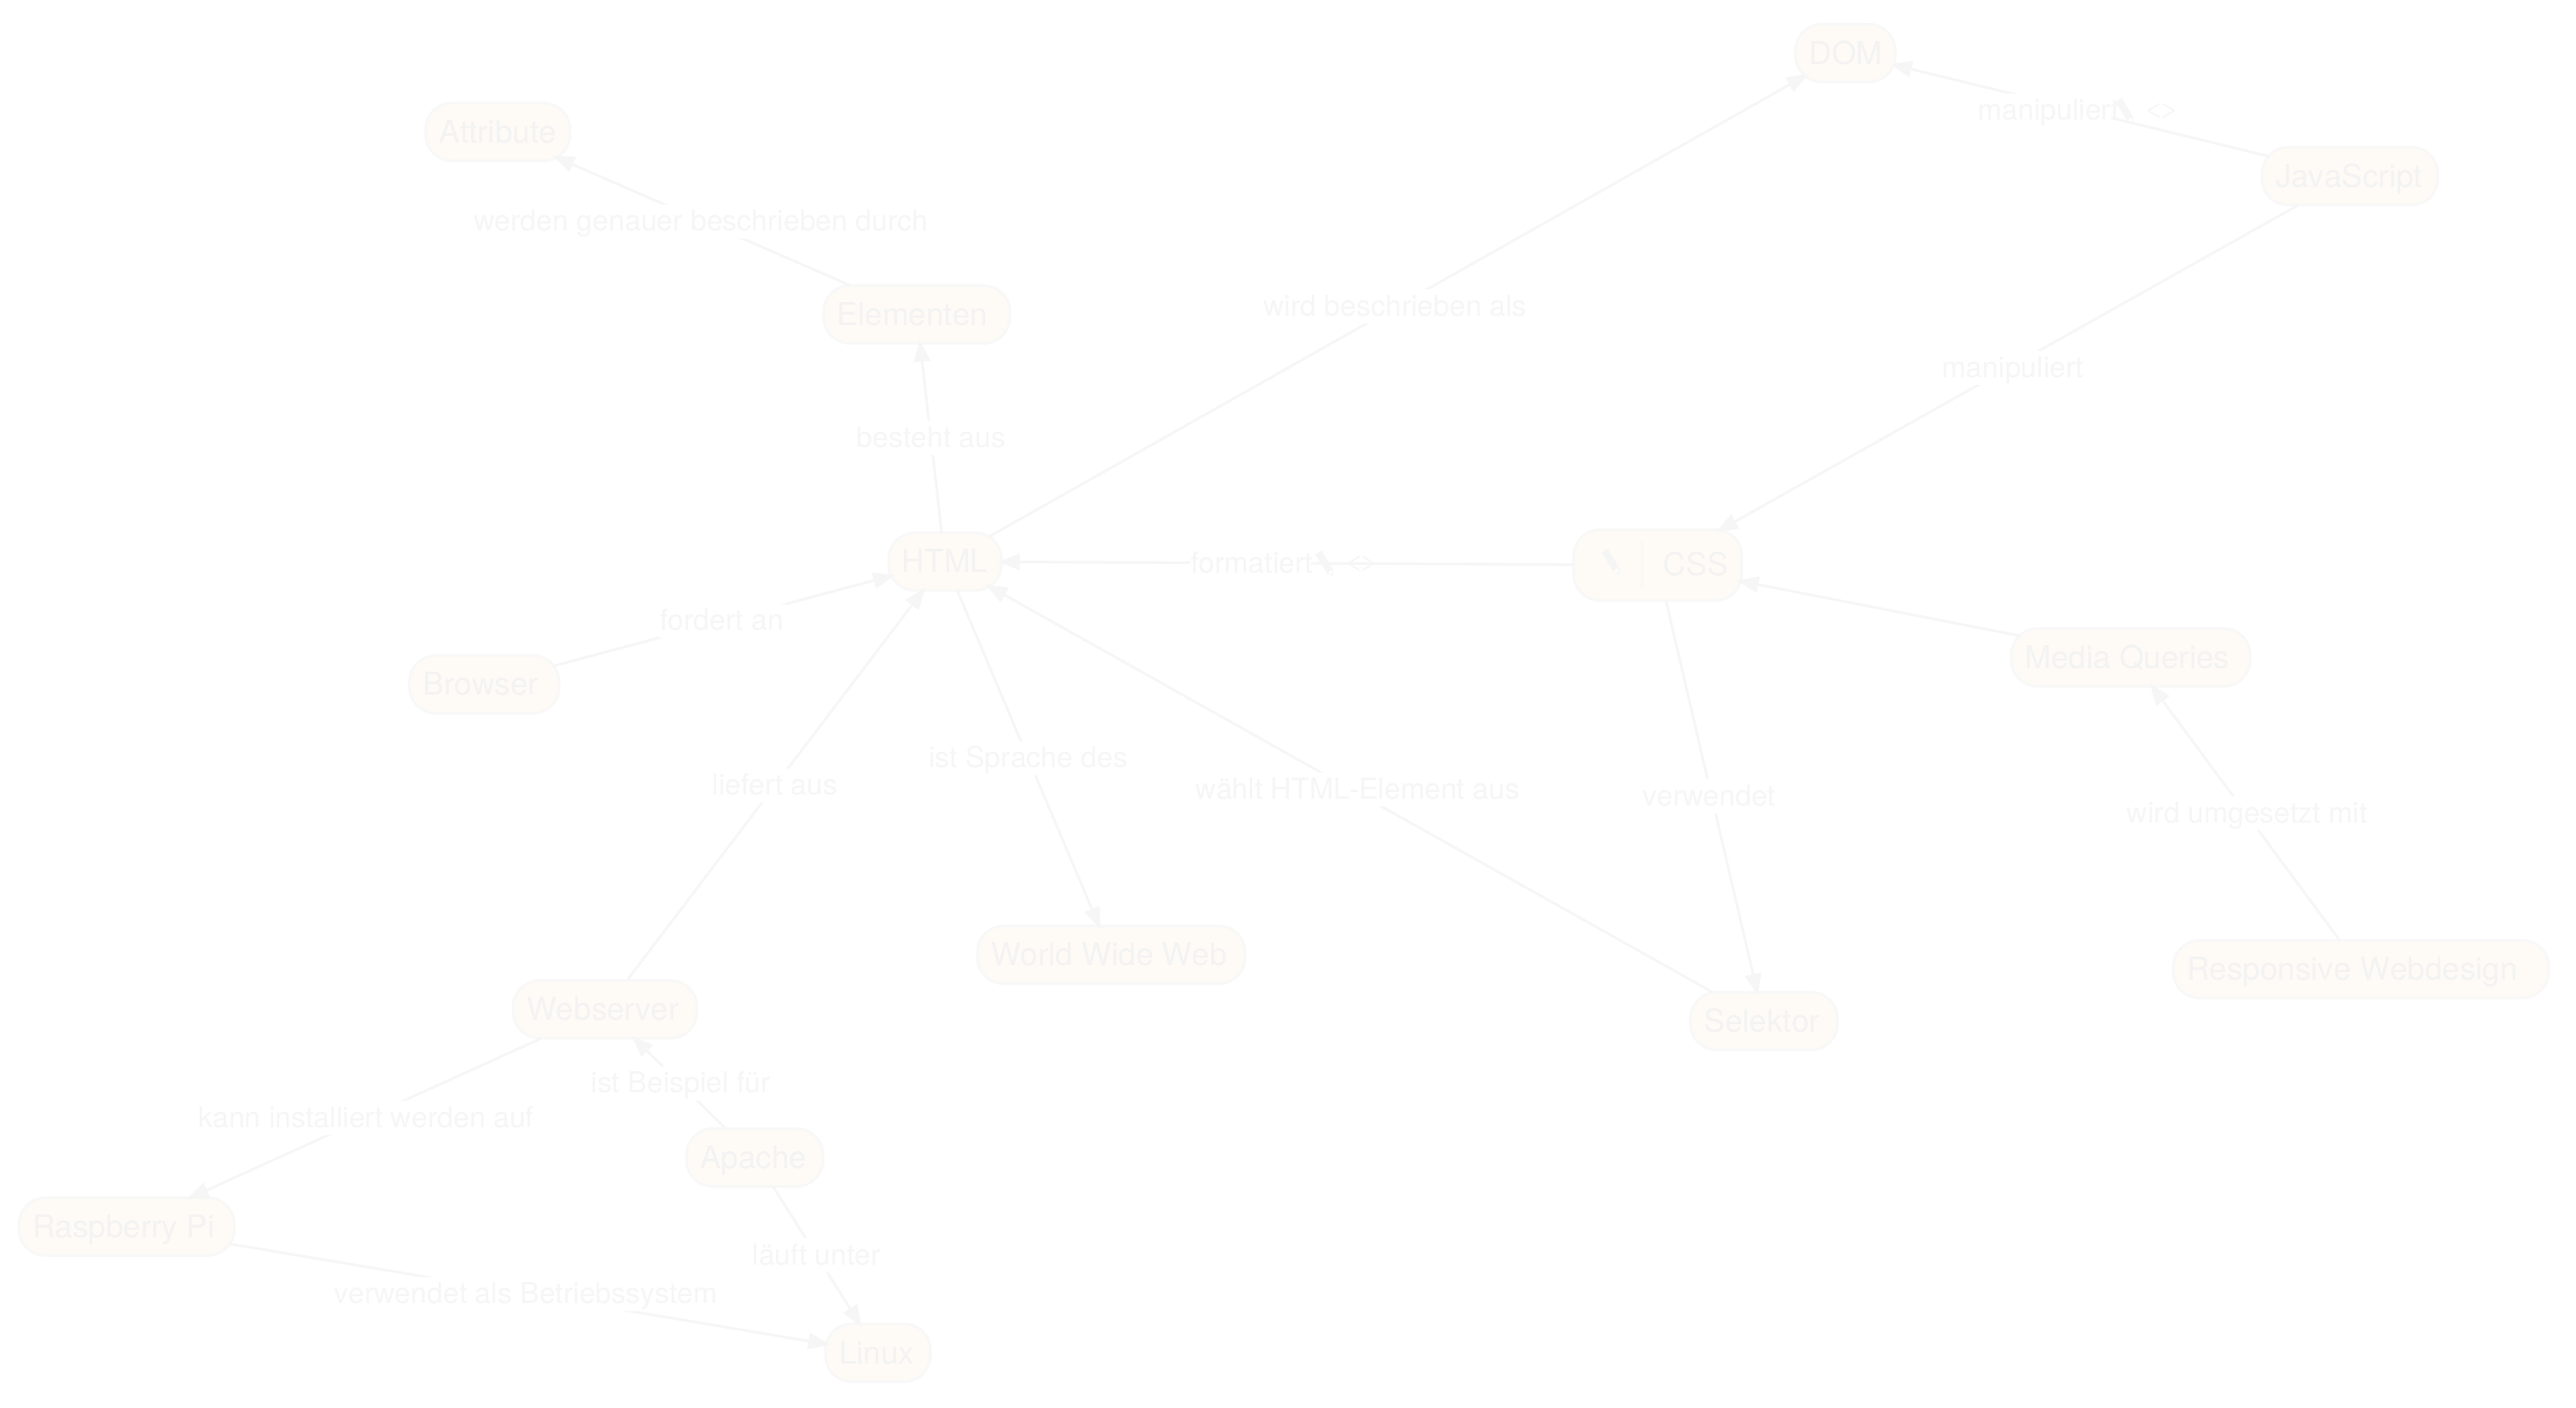 DOM
manipuliert <>
Attribute
JavaScript
werden genauer beschrieben durch
Elementen
wird beschrieben als
manipuliert
besteht aus
HTML
formatiert <>
CSS
fordert an
Media Queries
Browser
ist Sprache des
liefert aus
wählt HTML-Element aus
verwendet
wird umgesetzt mit
World Wide Web
Responsive Webdesign
Webserver
Selektor
ist Beispiel für
kann installiert werden auf
Apache
Raspberry Pi
läuft unter
verwendet als Betriebssystem
Linux